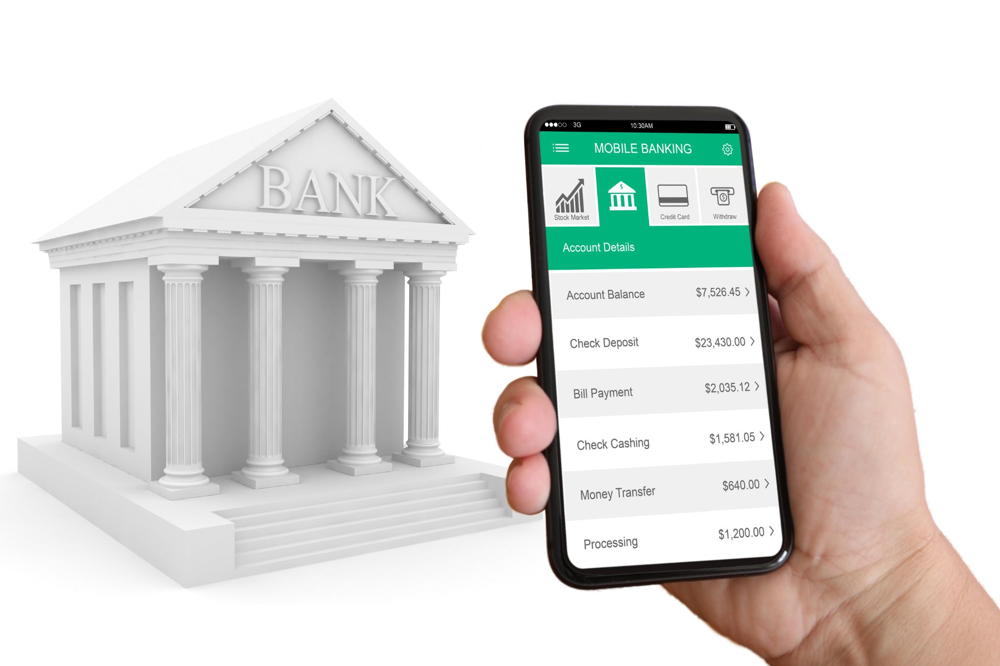 BANK
3G
10:30AM
MOBILE BANKING
Stock Market
$
Credit Card
$
Withdraw
Account Details
Account Balance $7,526.45 >
Check Deposit $23,430.00 >
Bill Payment $2,035.12 >
Check Cashing $1,581.05 >
Money Transfer $640.00 >
Processing $1,200.00 >